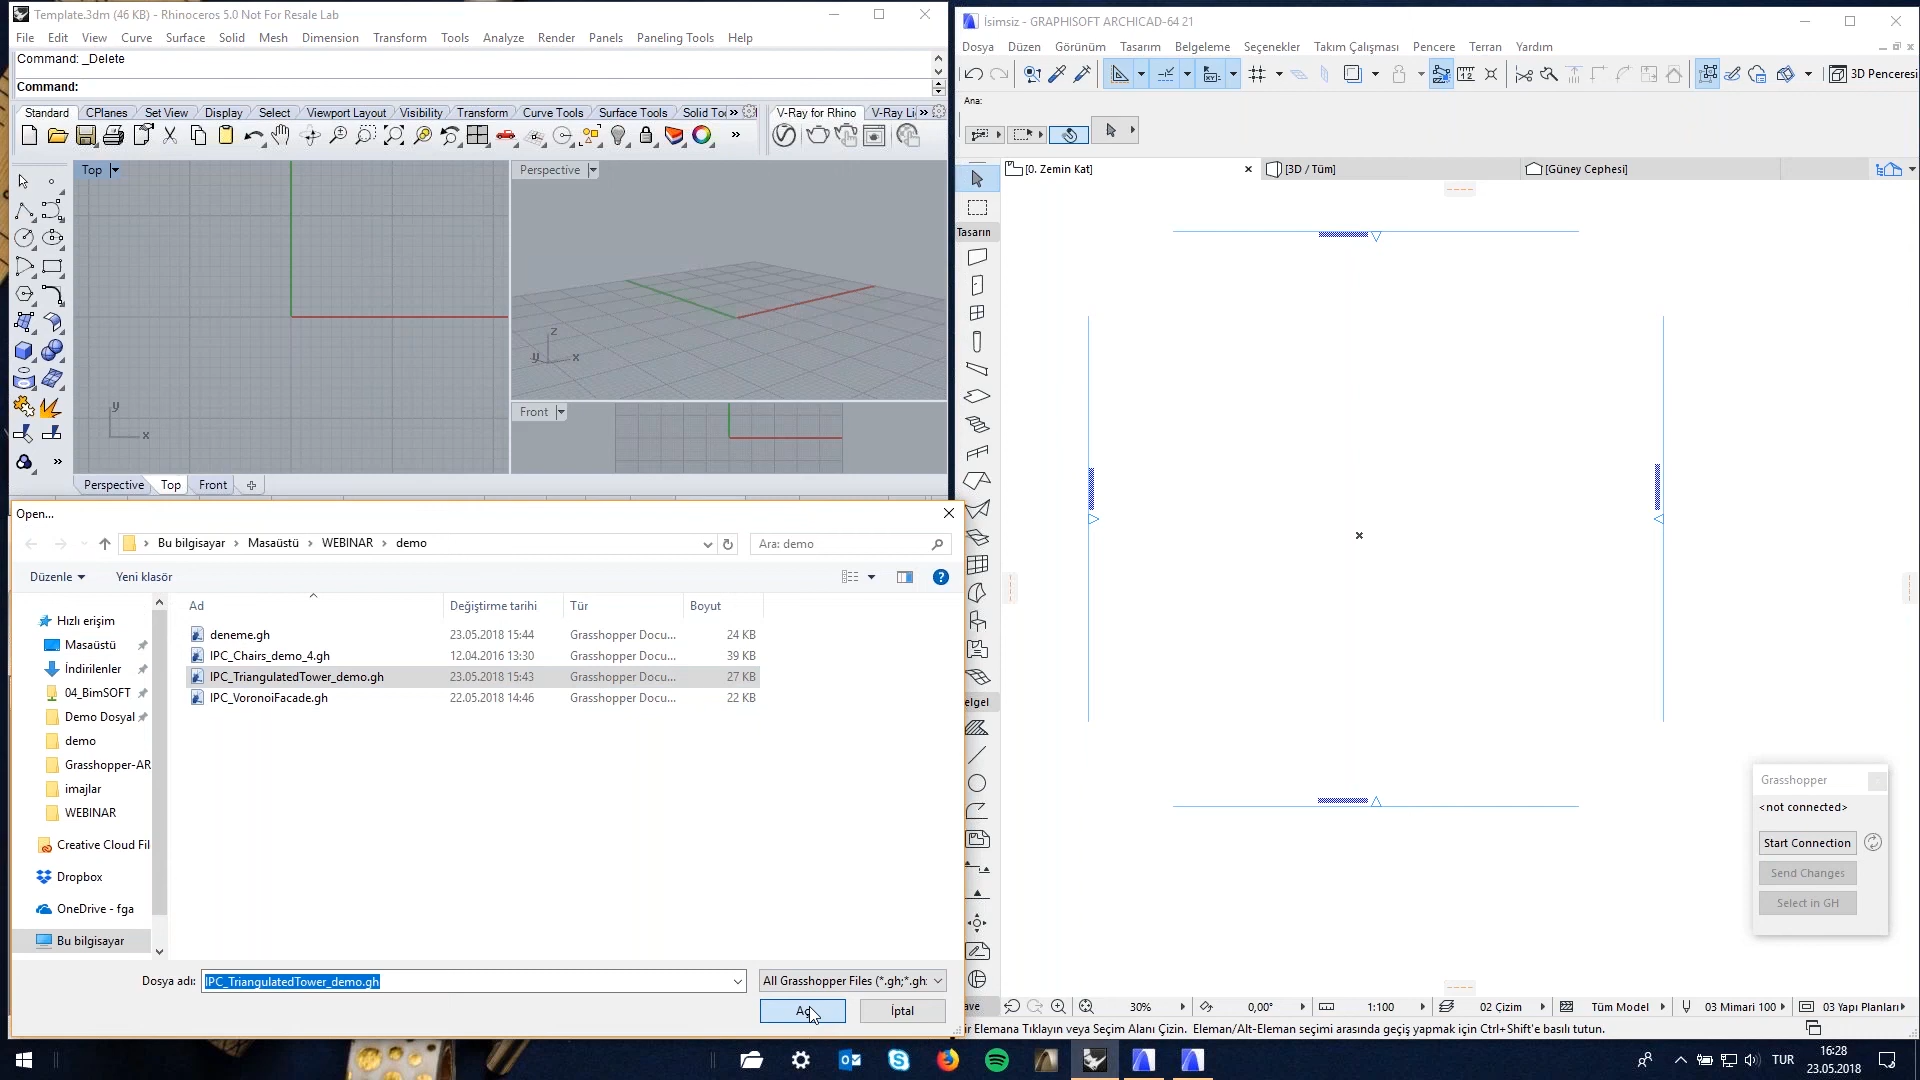 Template.3dm (46 KB) - Rhinoceros 5.0 Not For Resale Lab
File Edit View Curve Surface Solid Mesh Dimension Transform Tools Analyze Render Panels Paneling Tools Help
Command: _Delete
Command:
Standard CPlanes Set View Display Select Viewport Layout Visibility Transform Curve Tools Surface Tools Solid Too »
V-Ray for Rhino V-Ray Li »
Top
Perspective
z
y x
y
x
Front
Perspective Top Front
Open...
Bu bilgisayar > Masaüstü > WEBINAR > demo
Ara: demo
Düzenle Yeni klasör
Ad Değiştirme tarihi Tür Boyut
deneme.gh 23.05.2018 15:44 Grasshopper Docu... 24 KB
IPC_Chairs_demo_4.gh 12.04.2016 13:30 Grasshopper Docu... 39 KB
IPC_TriangulatedTower_demo.gh 23.05.2018 15:43 Grasshopper Docu... 27 KB
IPC_VoronoiFacade.gh 22.05.2018 14:46 Grasshopper Docu... 22 KB
Hızlı erişim
Masaüstü
İndirilenler
04_BimSOFT
Demo Dosyal
demo
Grasshopper-AR
imajlar
WEBINAR
Creative Cloud Fil
Dropbox
OneDrive - fga
Bu bilgisayar
Dosya adı: IPC_TriangulatedTower_demo.gh
All Grasshopper Files (*.gh;*.gh
İptal
İsimsiz - GRAPHISOFT ARCHICAD-64 21
Dosya Düzen Görünüm Tasarım Belgeleme Seçenekler Takım Çalışması Pencere Terran Yardım
3D Penceresi
Ana:
[0. Zemin Kat]
[3D / Tüm]
[Güney Cephesi]
Tasarın
elgel
Grasshopper
<not connected>
Start Connection
Send Changes
Select in GH
ave 30% 0,00° 1:100 02 Çizim Tüm Model 03 Mimari 100 03 Yapı Planları
ir Elemana Tıklayın veya Seçim Alanı Çizin. Eleman/Alt-Eleman seçimi arasında geçiş yapmak için Ctrl+Shift'e basılı tutun.
TUR
16:28
23.05.2018